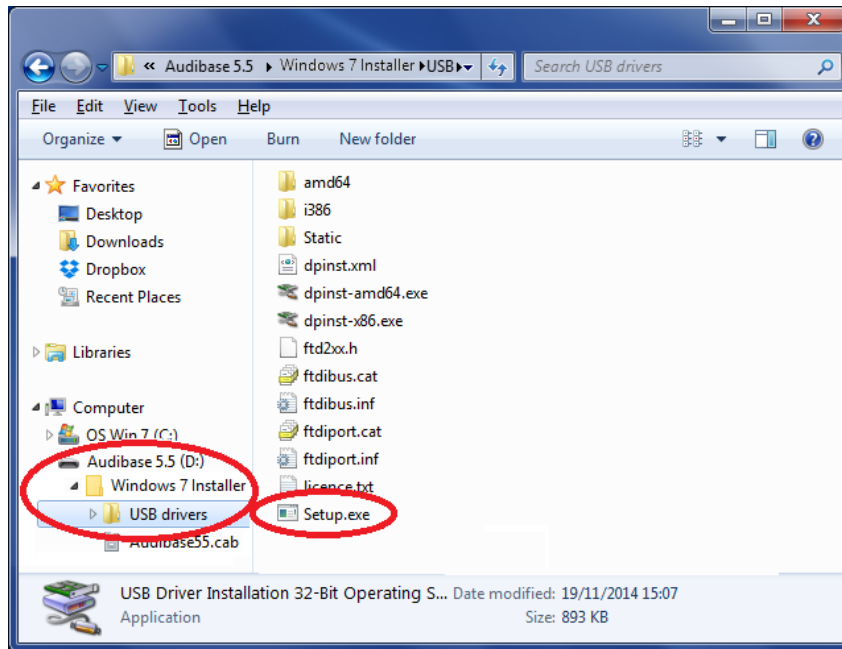 « Audibase 5.5 Windows 7 Installer USB
Search USB drivers
File Edit View Tools Help
Organize Open Burn New folder
Favorites
Desktop
Downloads
Dropbox
Recent Places
Libraries
Computer
OS Win 7 (C:)
Audibase 5.5 (D:)
Windows 7 Installer
USB drivers
Audibase55.cab
amd64
i386
Static
dpinst.xml
dpinst-amd64.exe
dpinst-x86.exe
ftd2xx.h
ftdibus.cat
ftdibus.inf
ftdiport.cat
ftdiport.inf
licence.txt
Setup.exe
USB Driver Installation 32-Bit Operating S... Date modified: 19/11/2014 15:07
Application Size: 893 KB